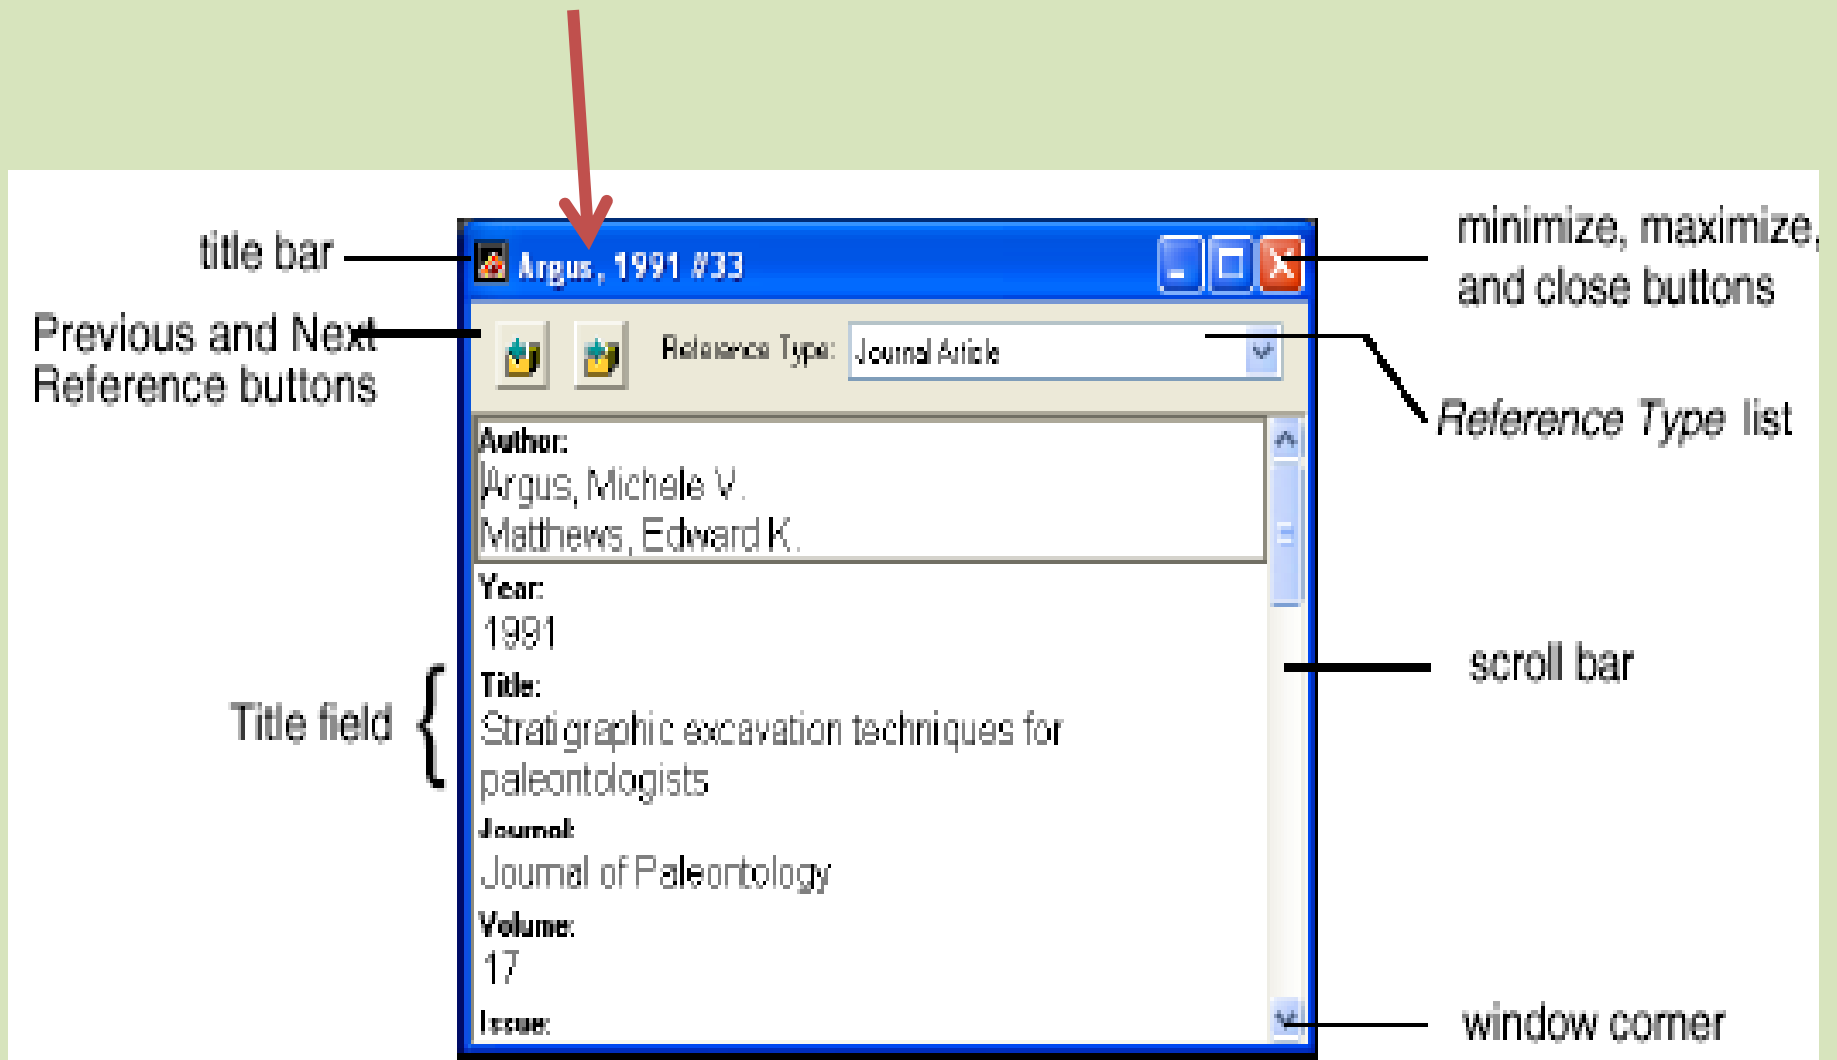 title bar
Previous and Next
Reference buttons
Title field
Argus, 1991 #33
Reference Type: Journal Article
Author:
Argus, Michele V.
Matthews, Edward K.
Year:
1991
Title:
Stratigraphic excavation techniques for
paleontologists
Journal:
Journal of Paleontology
Volume:
17
Issue:
minimize, maximize,
and close buttons
Reference Type list
scroll bar
window corner